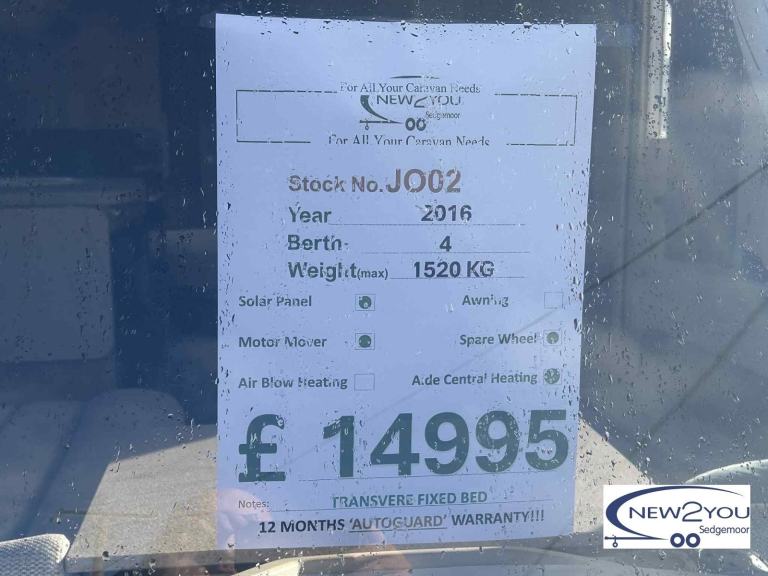 For All Your Caravan Needs
NEW2YOU
Sedgemoor
For All Your Caravan Needs
Stock No. JO02
Year 2016
Berth- 4
Weight(max) 1520 KG
Solar Panel Awning
Motor Mover Spare Wheel
Air Blow Heating Alde Central Heating
£ 14995
Notes: TRANSVERE FIXED BED
12 MONTHS 'AUTOGUARD' WARRANTY!!!
NEW2YOU
Sedgemoor